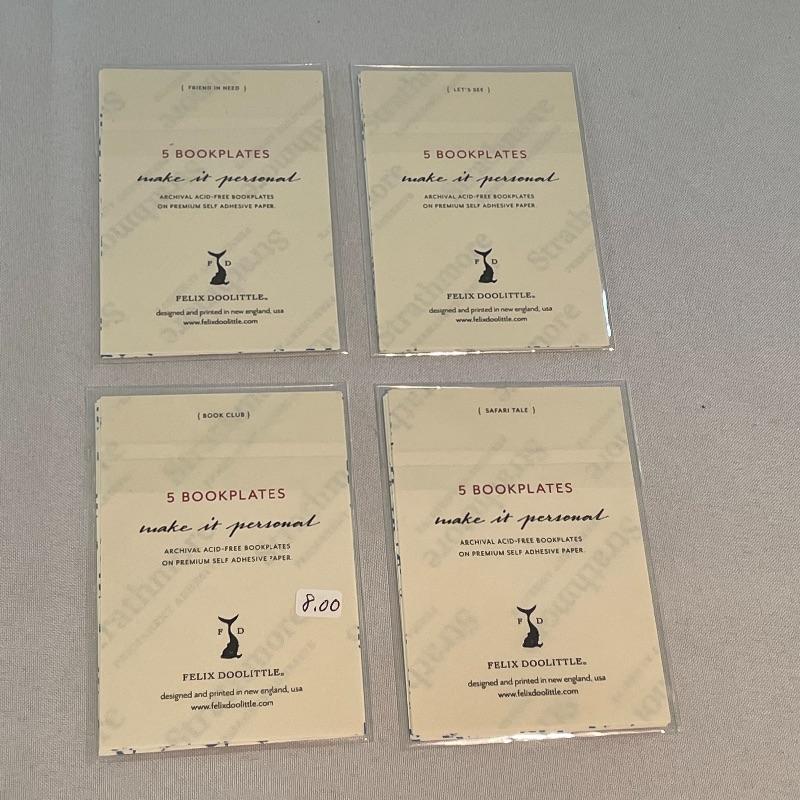 { FRIEND IN NEED }
5 BOOKPLATES
make it personal
ARCHIVAL ACID-FREE BOOKPLATES
ON PREMIUM SELF ADHESIVE PAPER.
F D
FELIX DOOLITTLE
designed and printed in new england, usa
www.felixdoolittle.com
{ LET'S SEE }
5 BOOKPLATES
make it personal
ARCHIVAL ACID-FREE BOOKPLATES
ON PREMIUM SELF ADHESIVE PAPER.
Strathmore
F D
FELIX DOOLITTLE
designed and printed in new england, usa
www.felixdoolittle.com
{ BOOK CLUB }
5 BOOKPLATES
make it personal
ARCHIVAL ACID-FREE BOOKPLATES
ON PREMIUM SELF ADHESIVE PAPER.
8.00
F D
FELIX DOOLITTLE
designed and printed in new england, usa
www.felixdoolittle.com
{ SAFARI TALE }
5 BOOKPLATES
make it personal
ARCHIVAL ACID-FREE BOOKPLATES
ON PREMIUM SELF ADHESIVE PAPER.
F D
FELIX DOOLITTLE
designed and printed in new england, usa
www.felixdoolittle.com